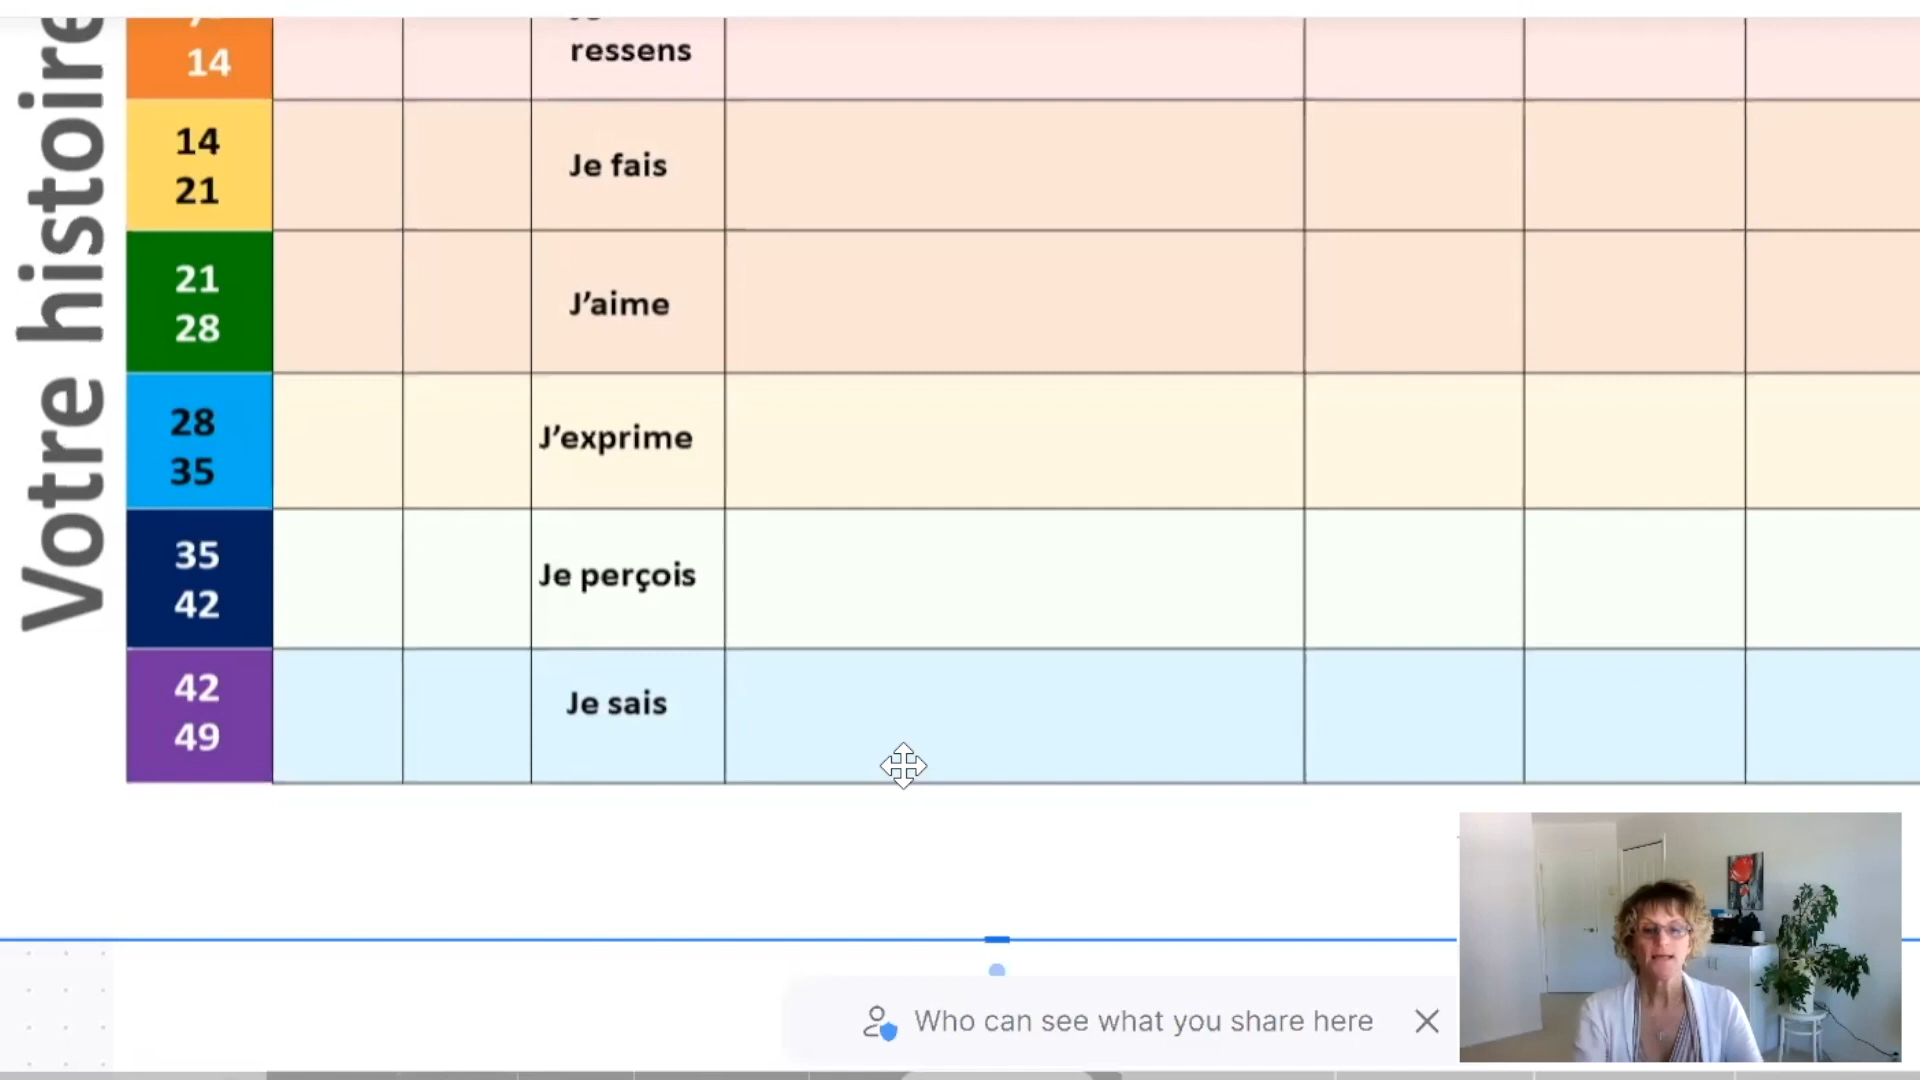 Votre histoire
14
ressens
14
21
Je fais
21
28
J’aime
28
35
J’exprime
35
42
Je perçois
42
49
Je sais
Who can see what you share here